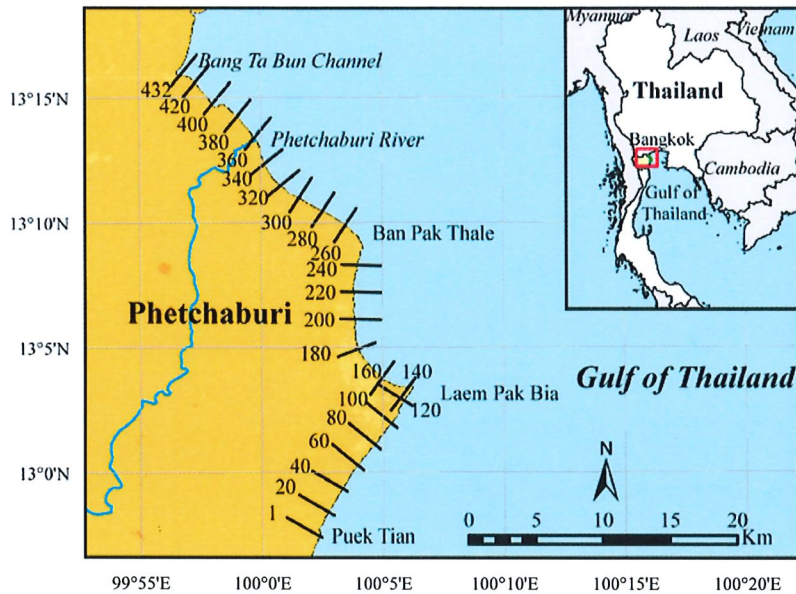 Myanmar
Laos
Vietnam
Thailand
Bangkok
Cambodia
Gulf of
Thailand
Bang Ta Bun Channel
13°15'N
432
420
400
380
Phetchaburi River
360
340
320
13°10'N
300
280
Ban Pak Thale
260
240
220
Phetchaburi
200
13°5'N
180
160
140
Gulf of Thailand
Laem Pak Bia
100
120
80
60
13°0'N
N
40
20
1
Puek Tian
0
5
10
15
20
Km
99°55'E
100°0'E
100°5'E
100°10'E
100°15'E
100°20'E